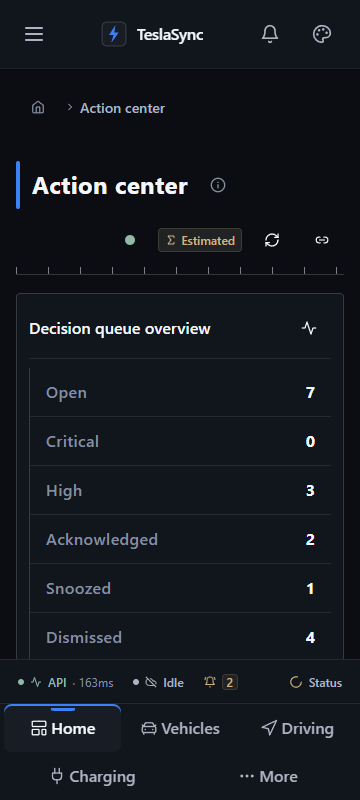 TeslaSync
Action center
Action center
Estimated
Decision queue overview
Open 7
Critical 0
High 3
Acknowledged 2
Snoozed 1
Dismissed 4
API · 163ms Idle 2 Status
Home Vehicles Driving
Charging More